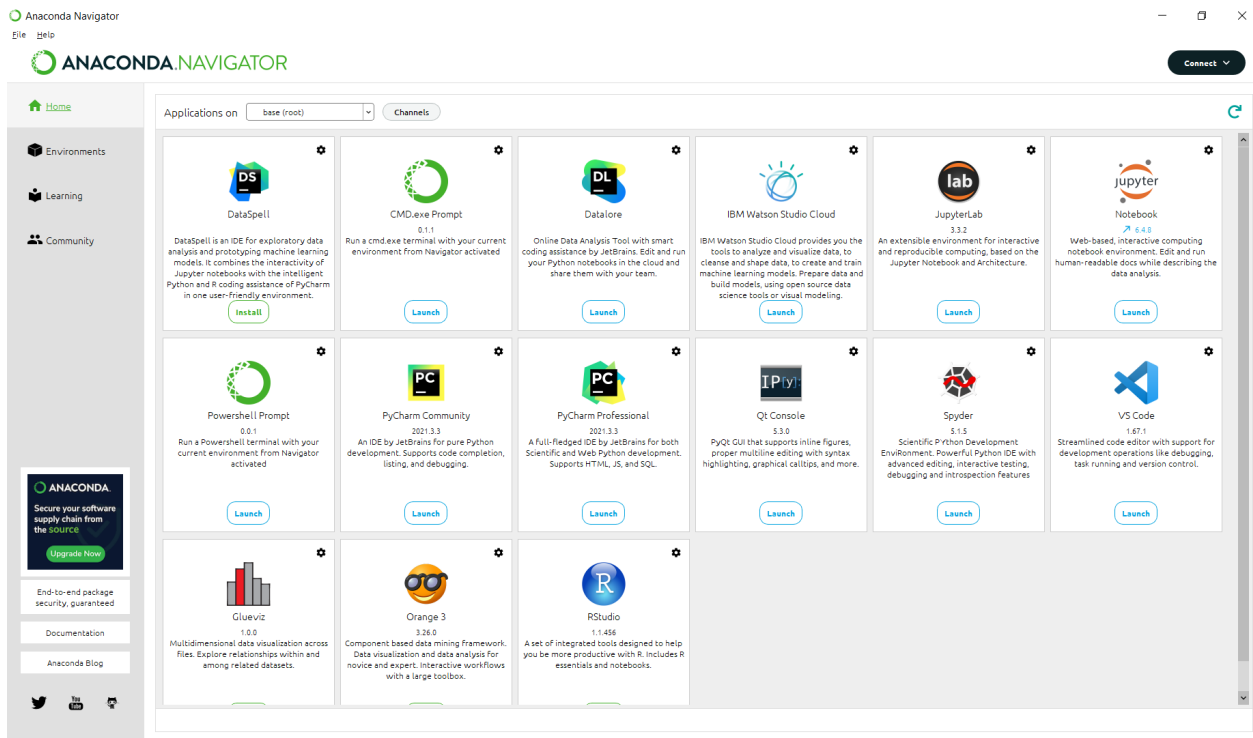 Anaconda Navigator
File Help
ANACONDA.NAVIGATOR
Connect
Home
Environments
Learning
Community
ANACONDA.
Secure your software
supply chain from
the source
Upgrade Now
End-to-end package
security, guaranteed
Documentation
Anaconda Blog
You
Tube
Applications on base (root) Channels
DS
DataSpell
DataSpell is an IDE for exploratory data
analysis and prototyping machine learning
models. It combines the interactivity of
Jupyter notebooks with the intelligent
Python and R coding assistance of PyCharm
in one user-friendly environment.
Install
CMD.exe Prompt
0.1.1
Run a cmd.exe terminal with your current
environment from Navigator activated
Launch
DL
Datalore
Online Data Analysis Tool with smart
coding assistance by JetBrains. Edit and run
your Python notebooks in the cloud and
share them with your team.
Launch
IBM Watson Studio Cloud
IBM Watson Studio Cloud provides you the
tools to analyze and visualize data, to
cleanse and shape data, to create and train
machine learning models. Prepare data and
build models, using open source data
science tools or visual modeling.
Launch
lab
JupyterLab
3.3.2
An extensible environment for interactive
and reproducible computing, based on the
Jupyter Notebook and Architecture.
Launch
jupyter
Notebook
6.4.8
Web-based, interactive computing
notebook environment. Edit and run
human-readable docs while describing the
data analysis.
Launch
Powershell Prompt
0.0.1
Run a Powershell terminal with your
current environment from Navigator
activated
Launch
PC
PyCharm Community
2021.3.3
An IDE by JetBrains for pure Python
development. Supports code completion,
listing, and debugging.
Launch
PC
PyCharm Professional
2021.3.3
A full-fledged IDE by JetBrains for both
Scientific and Web Python development.
Supports HTML, JS, and SQL.
Launch
IP[y]:
Qt Console
5.3.0
PyQt GUI that supports inline figures,
proper multiline editing with syntax
highlighting, graphical calltips, and more.
Launch
Spyder
5.1.5
Scientific PYthon Development
EnviRonment. Powerful Python IDE with
advanced editing, interactive testing,
debugging and introspection features
Launch
VS Code
1.67.1
Streamlined code editor with support for
development operations like debugging,
task running and version control.
Launch
Glueviz
1.0.0
Multidimensional data visualization across
files. Explore relationships within and
among related datasets.
Orange 3
3.26.0
Component based data mining framework.
Data visualization and data analysis for
novice and expert. Interactive workflows
with a large toolbox.
R
RStudio
1.1.456
A set of integrated tools designed to help
you be more productive with R. Includes R
essentials and notebooks.